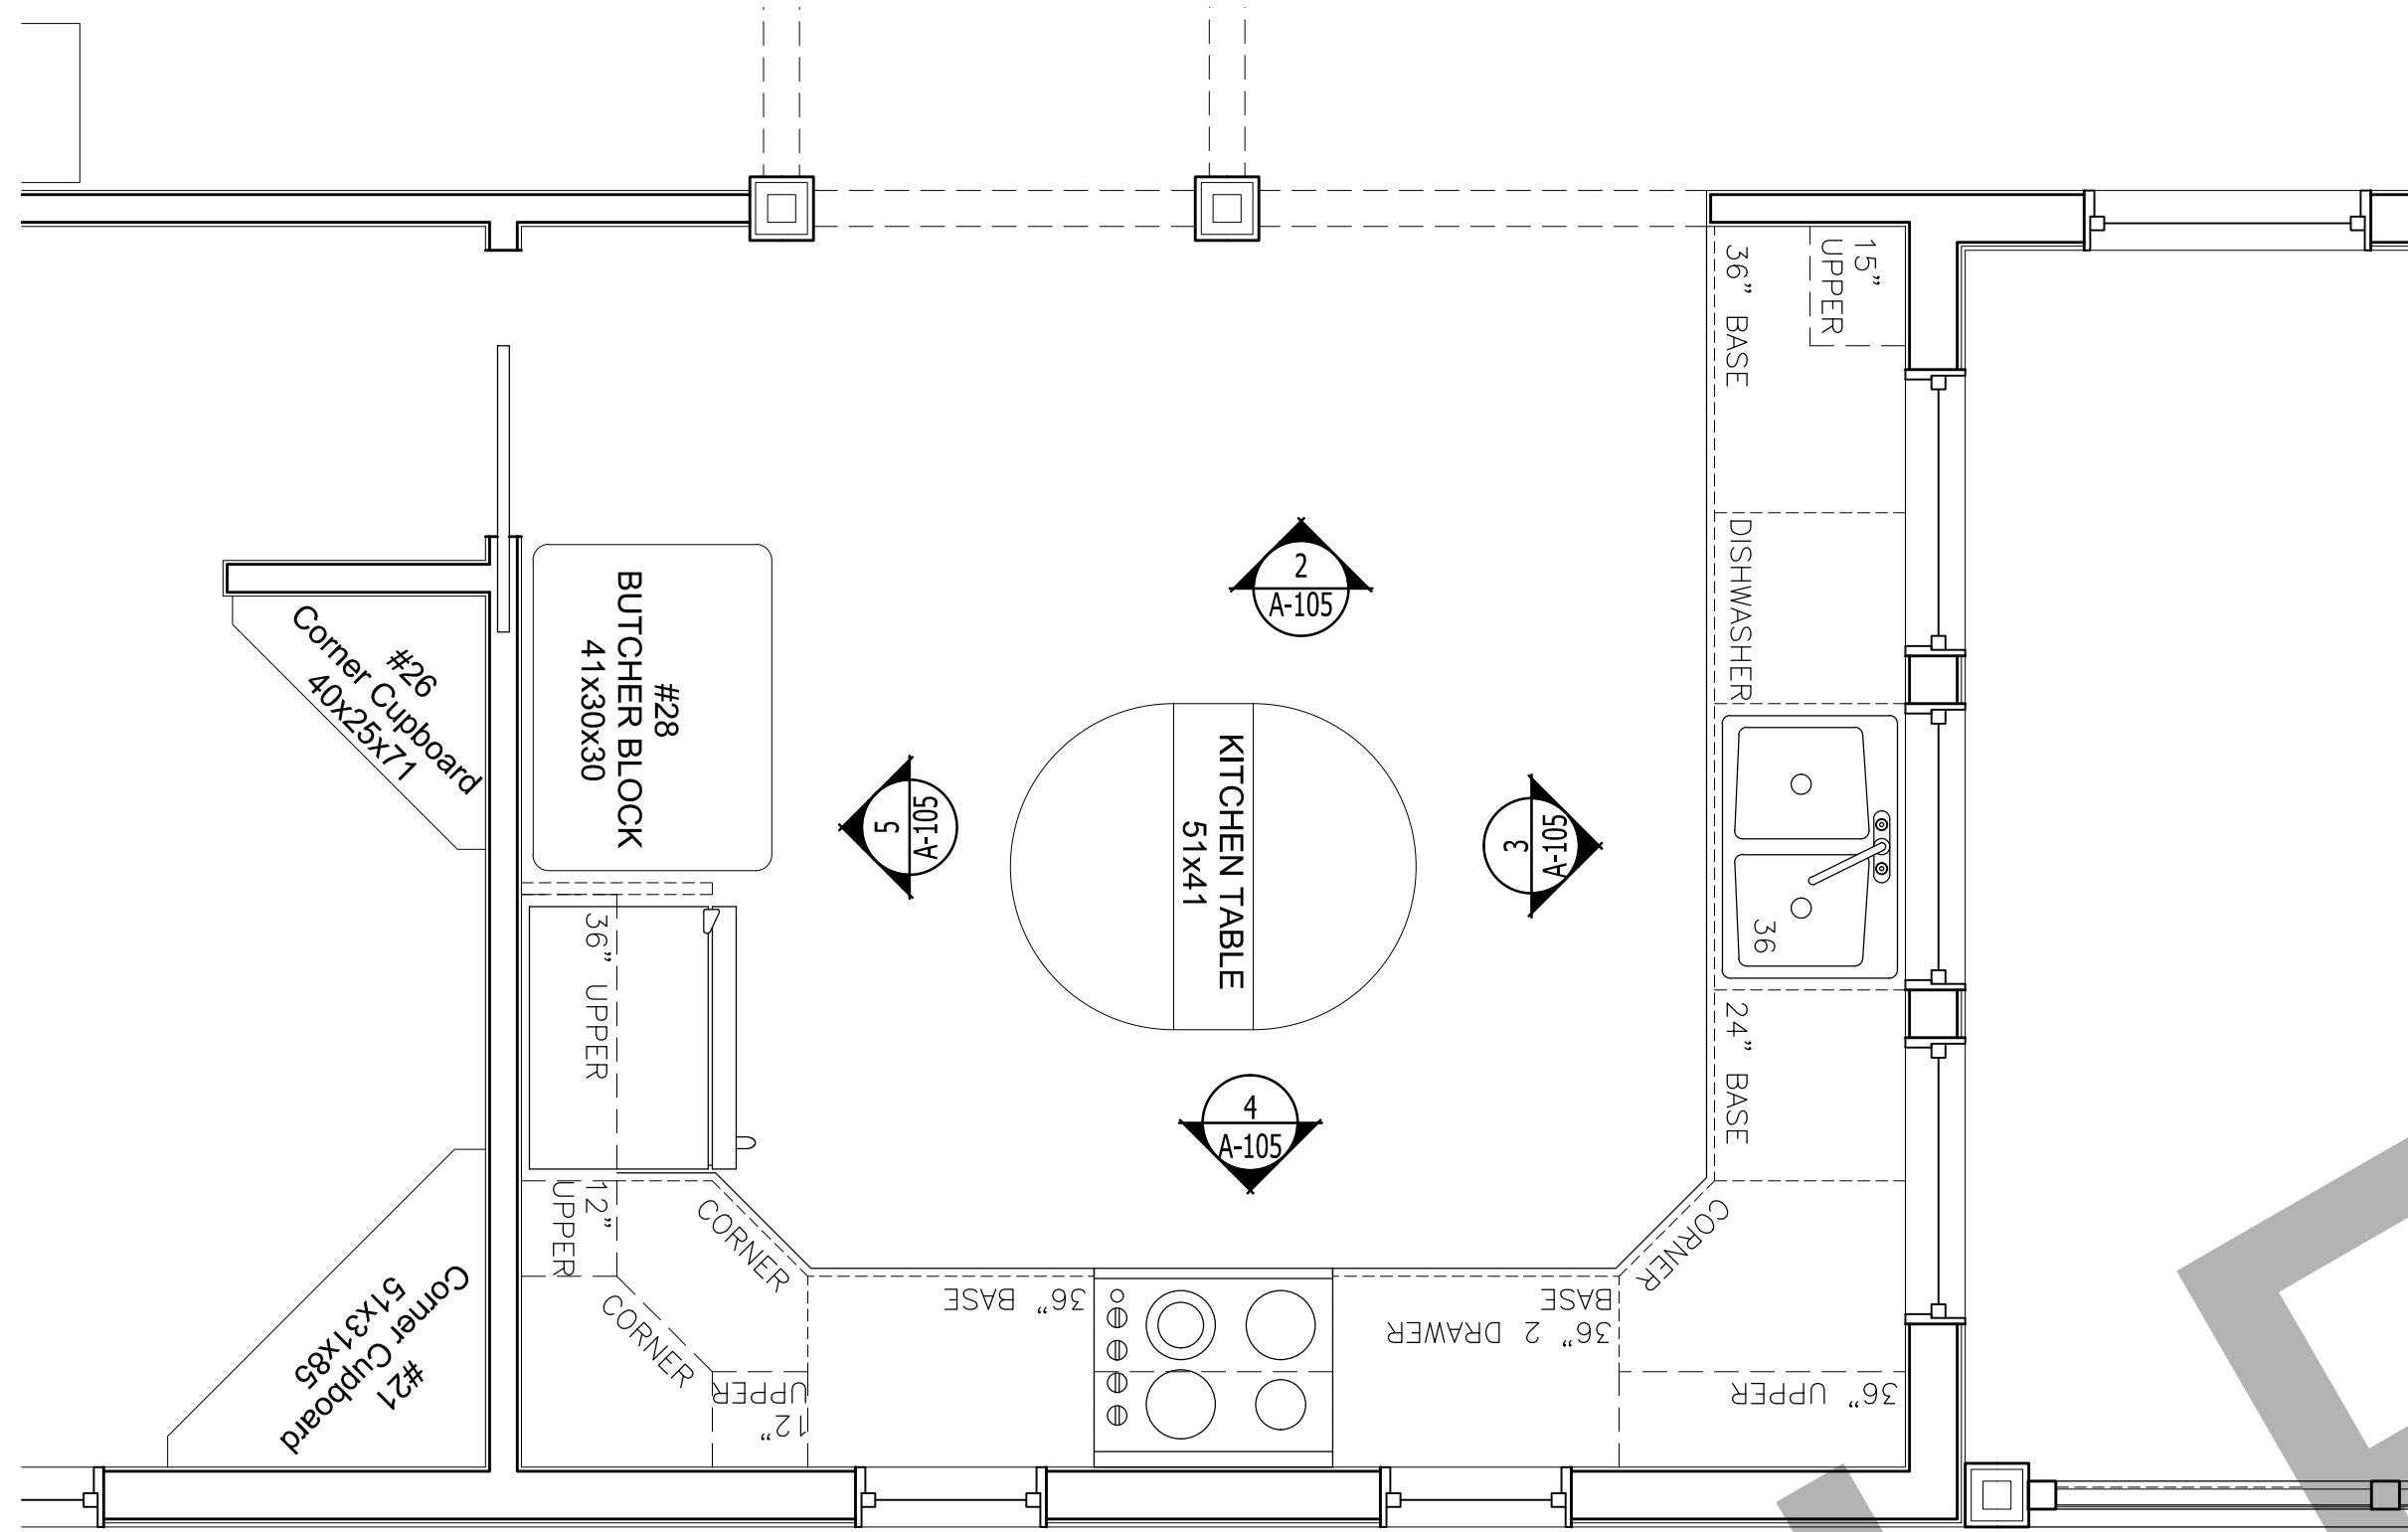 15”
UPPER
36” BASE
DISHWASHER
36
24” BASE
CORNER
36” UPPER
36” 2 DRAWER
BASE
36” BASE
12”
UPPER
CORNER
CORNER
12”
UPPER
36” UPPER
#28
BUTCHER BLOCK
41x30x30
KITCHEN TABLE
51x41
2
A-105
3
A-105
4
A-105
5
A-105
#26
Corner Cupboard
40x25x71
#21
Corner Cupboard
51x31x85